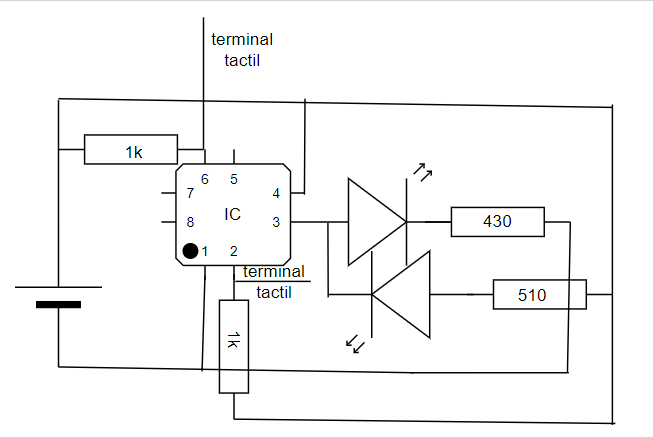 terminal
tactil
1k
6 5
7 4
IC
8 3
1 2
430
terminal
tactil
510
1k